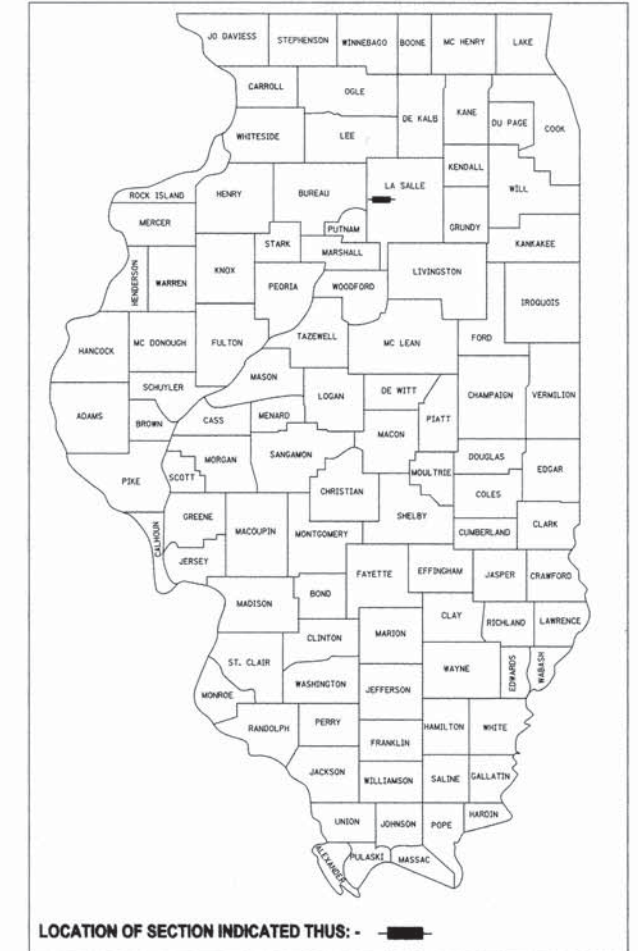 JO DAVIESS
STEPHENSON
WINNEBAGO
BOONE
MC HENRY
LAKE
CARROLL
OGLE
DE KALB
KANE
DU PAGE
COOK
WHITESIDE
LEE
KENDALL
WILL
ROCK ISLAND
HENRY
BUREAU
LA SALLE
GRUNDY
MERCER
PUTNAM
STARK
MARSHALL
KANKAKEE
HENDERSON
WARREN
KNOX
PEORIA
WOODFORD
LIVINGSTON
IROQUOIS
HANCOCK
MC DONOUGH
FULTON
TAZEWELL
MC LEAN
FORD
SCHUYLER
MASON
LOGAN
DE WITT
CHAMPAIGN
VERMILION
ADAMS
BROWN
CASS
MENARD
PIATT
MACON
PIKE
SCOTT
MORGAN
SANGAMON
CHRISTIAN
MOULTRIE
DOUGLAS
EDGAR
COLES
CALHOUN
GREENE
MACOUPIN
MONTGOMERY
SHELBY
CUMBERLAND
CLARK
JERSEY
FAYETTE
EFFINGHAM
JASPER
CRAWFORD
MADISON
BOND
CLAY
RICHLAND
LAWRENCE
CLINTON
MARION
ST. CLAIR
WAYNE
EDWARDS
WABASH
MONROE
WASHINGTON
JEFFERSON
RANDOLPH
PERRY
HAMILTON
WHITE
FRANKLIN
JACKSON
WILLIAMSON
SALINE
GALLATIN
UNION
JOHNSON
POPE
HARDIN
ALEXANDER
PULASKI
MASSAC
LOCATION OF SECTION INDICATED THUS: -